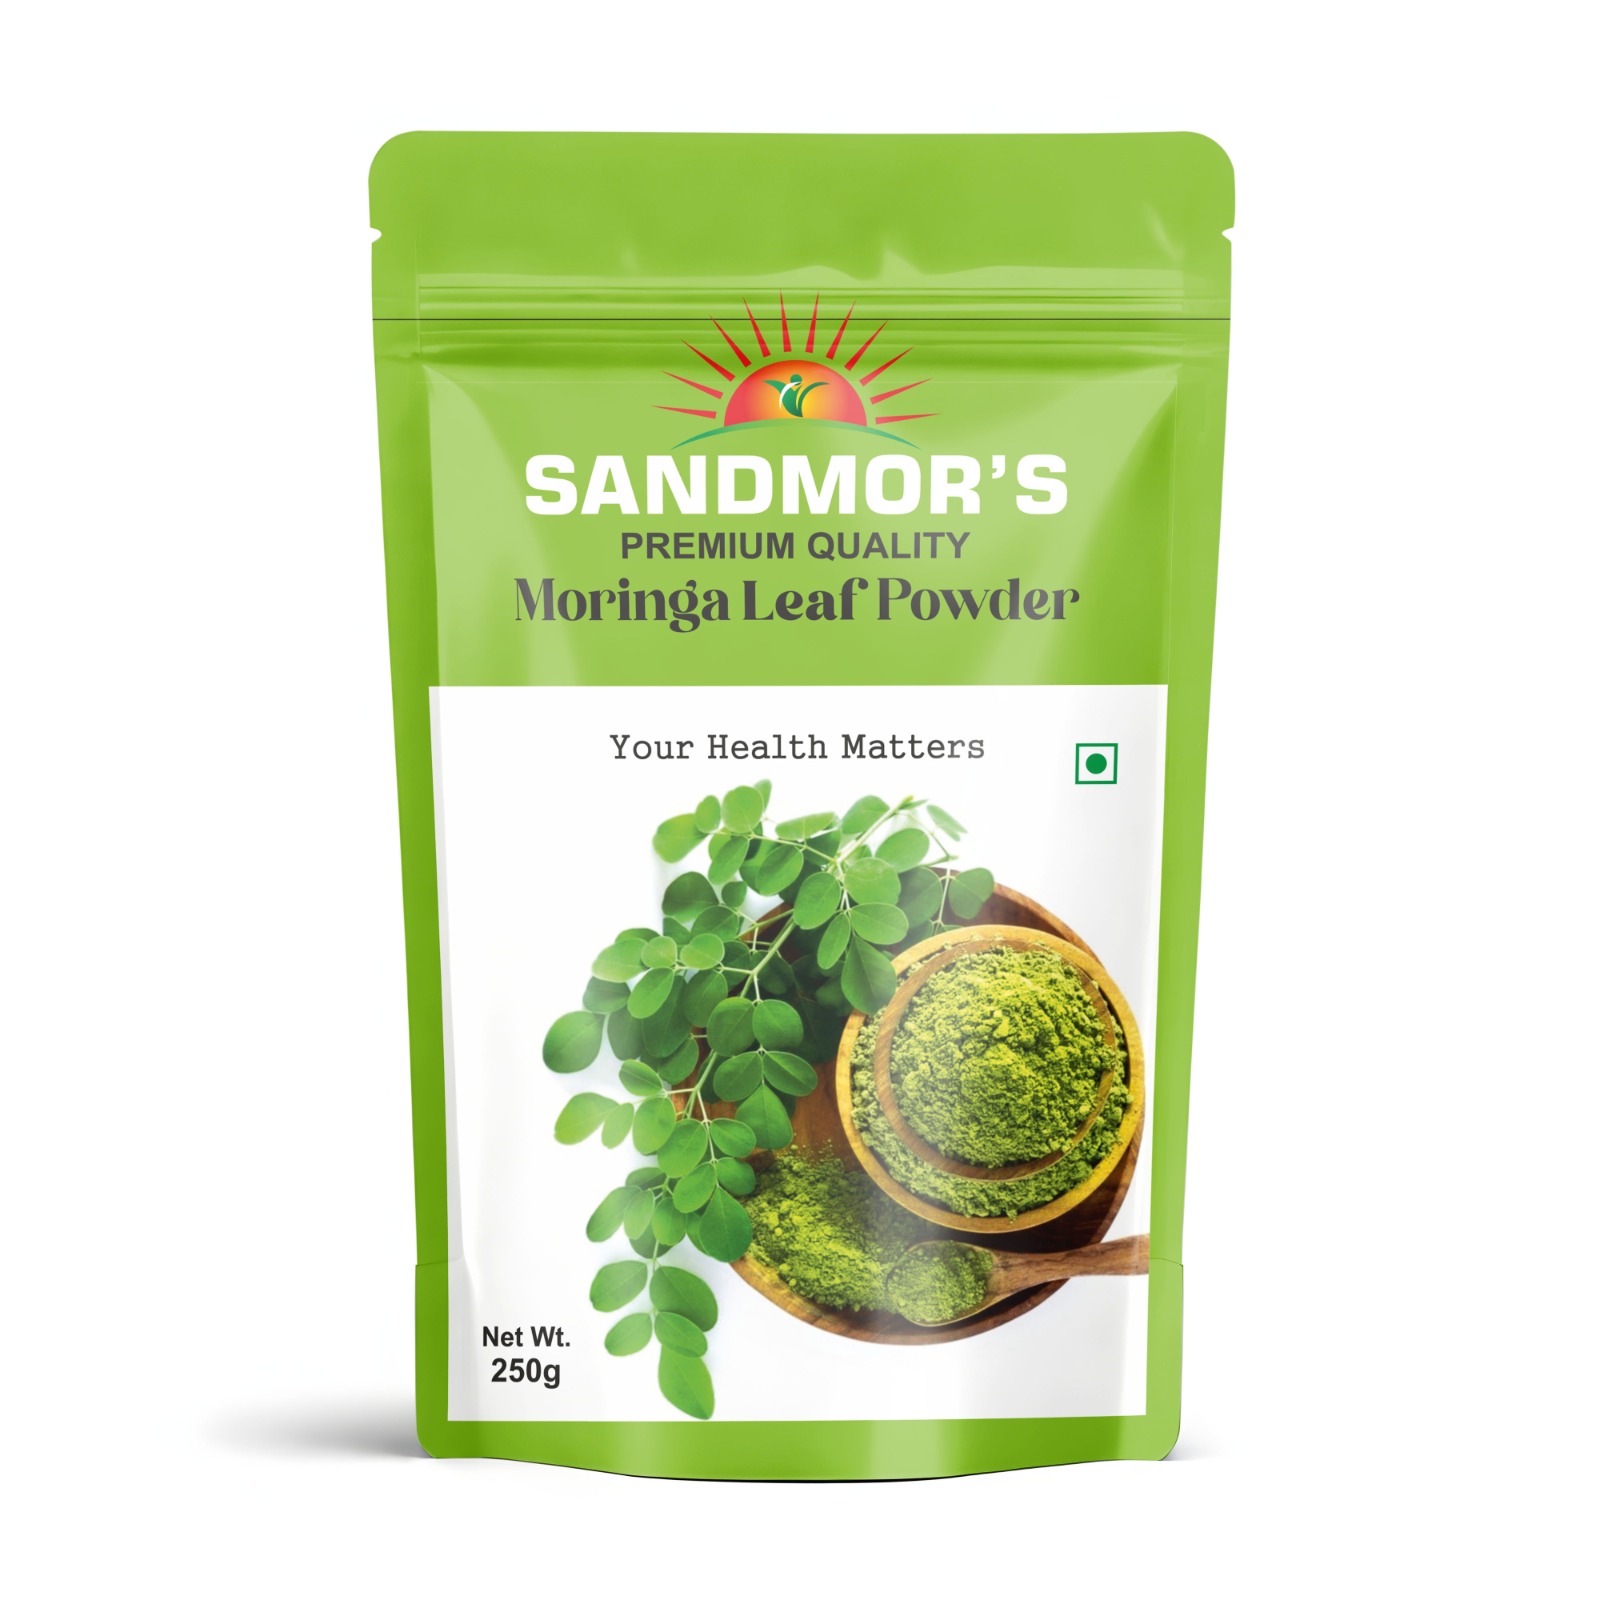 SANDMOR'S
PREMIUM QUALITY
Moringa Leaf Powder
Your Health Matters
Net Wt.
250g